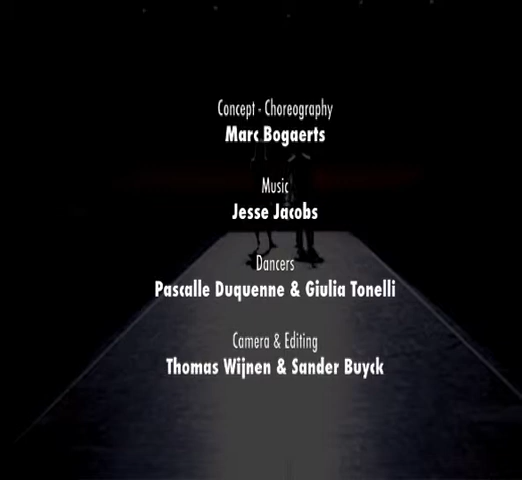 Concept - Choreography
Marc Bogaerts
Music
Jesse Jacobs
Dancers
Pascalle Duquenne & Giulia Tonelli
Camera & Editing
Thomas Wijnen & Sander Buyck